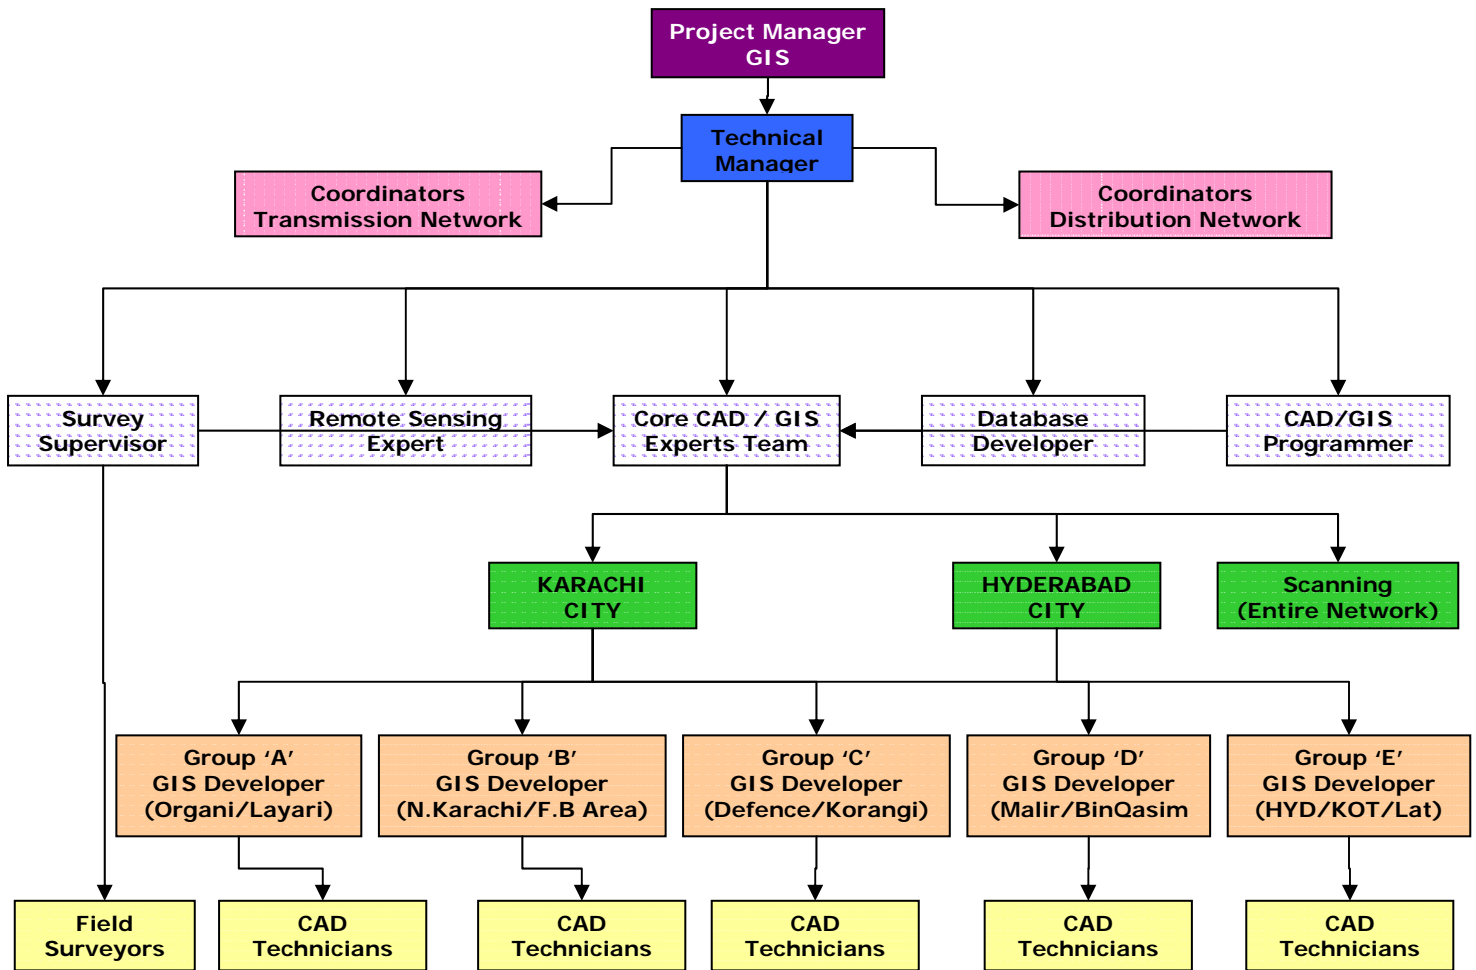 Project Manager
GIS
Technical
Manager
Coordinators
Transmission Network
Coordinators
Distribution Network
Survey
Supervisor
Remote Sensing
Expert
Core CAD / GIS
Experts Team
Database
Developer
CAD/GIS
Programmer
KARACHI
CITY
HYDERABAD
CITY
Scanning
(Entire Network)
Group ‘A’
GIS Developer
(Organi/Layari)
Group ‘B’
GIS Developer
(N.Karachi/F.B Area)
Group ‘C’
GIS Developer
(Defence/Korangi)
Group ‘D’
GIS Developer
(Malir/BinQasim
Group ‘E’
GIS Developer
(HYD/KOT/Lat)
Field
Surveyors
CAD
Technicians
CAD
Technicians
CAD
Technicians
CAD
Technicians
CAD
Technicians